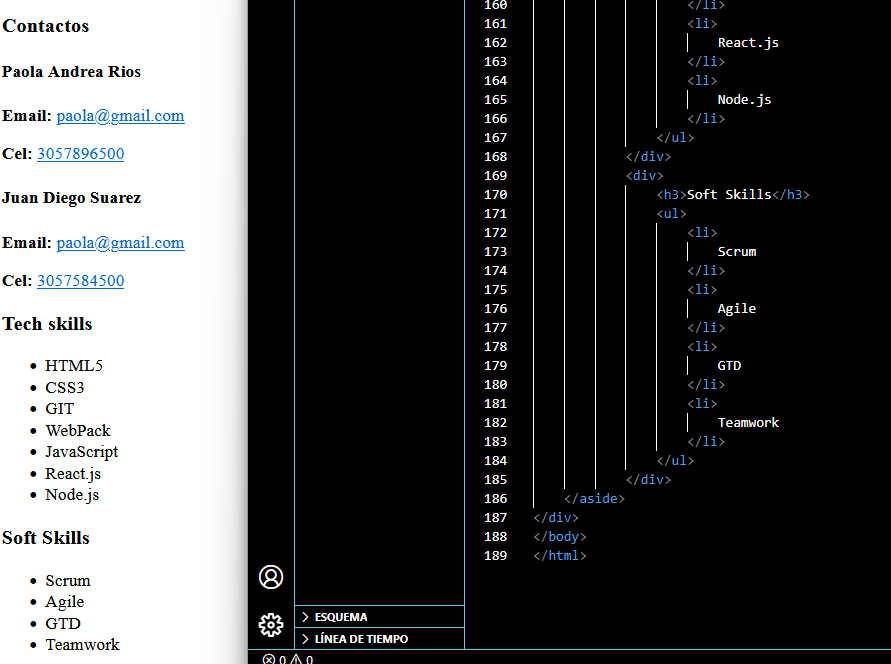 Contactos
Paola Andrea Rios
Email: paola@gmail.com
Cel: 3057896500
Juan Diego Suarez
Email: paola@gmail.com
Cel: 3057584500
Tech skills
HTML5
CSS3
GIT
WebPack
JavaScript
React.js
Node.js
Soft Skills
Scrum
Agile
GTD
Teamwork
ESQUEMA
LÍNEA DE TIEMPO
0 0
160 </li>
161 <li>
162 React.js
163 </li>
164 <li>
165 Node.js
166 </li>
167 </ul>
168 </div>
169 <div>
170 <h3>Soft Skills</h3>
171 <ul>
172 <li>
173 Scrum
174 </li>
175 <li>
176 Agile
177 </li>
178 <li>
179 GTD
180 </li>
181 <li>
182 Teamwork
183 </li>
184 </ul>
185 </div>
186 </aside>
187 </div>
188 </body>
189 </html>